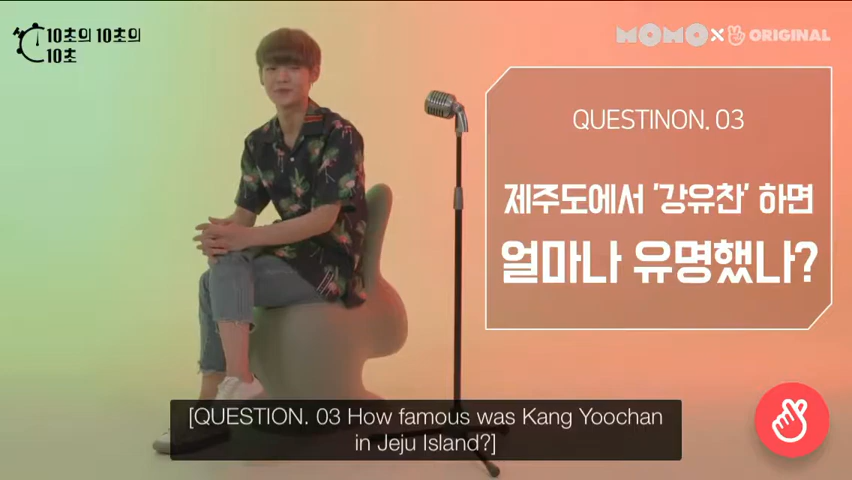 10초의 10초의
10초
MOMO X ORIGINAL
QUESTINON. 03
제주도에서 '강유찬' 하면
얼마나 유명했나?
[QUESTION. 03 How famous was Kang Yoochan
in Jeju Island?]